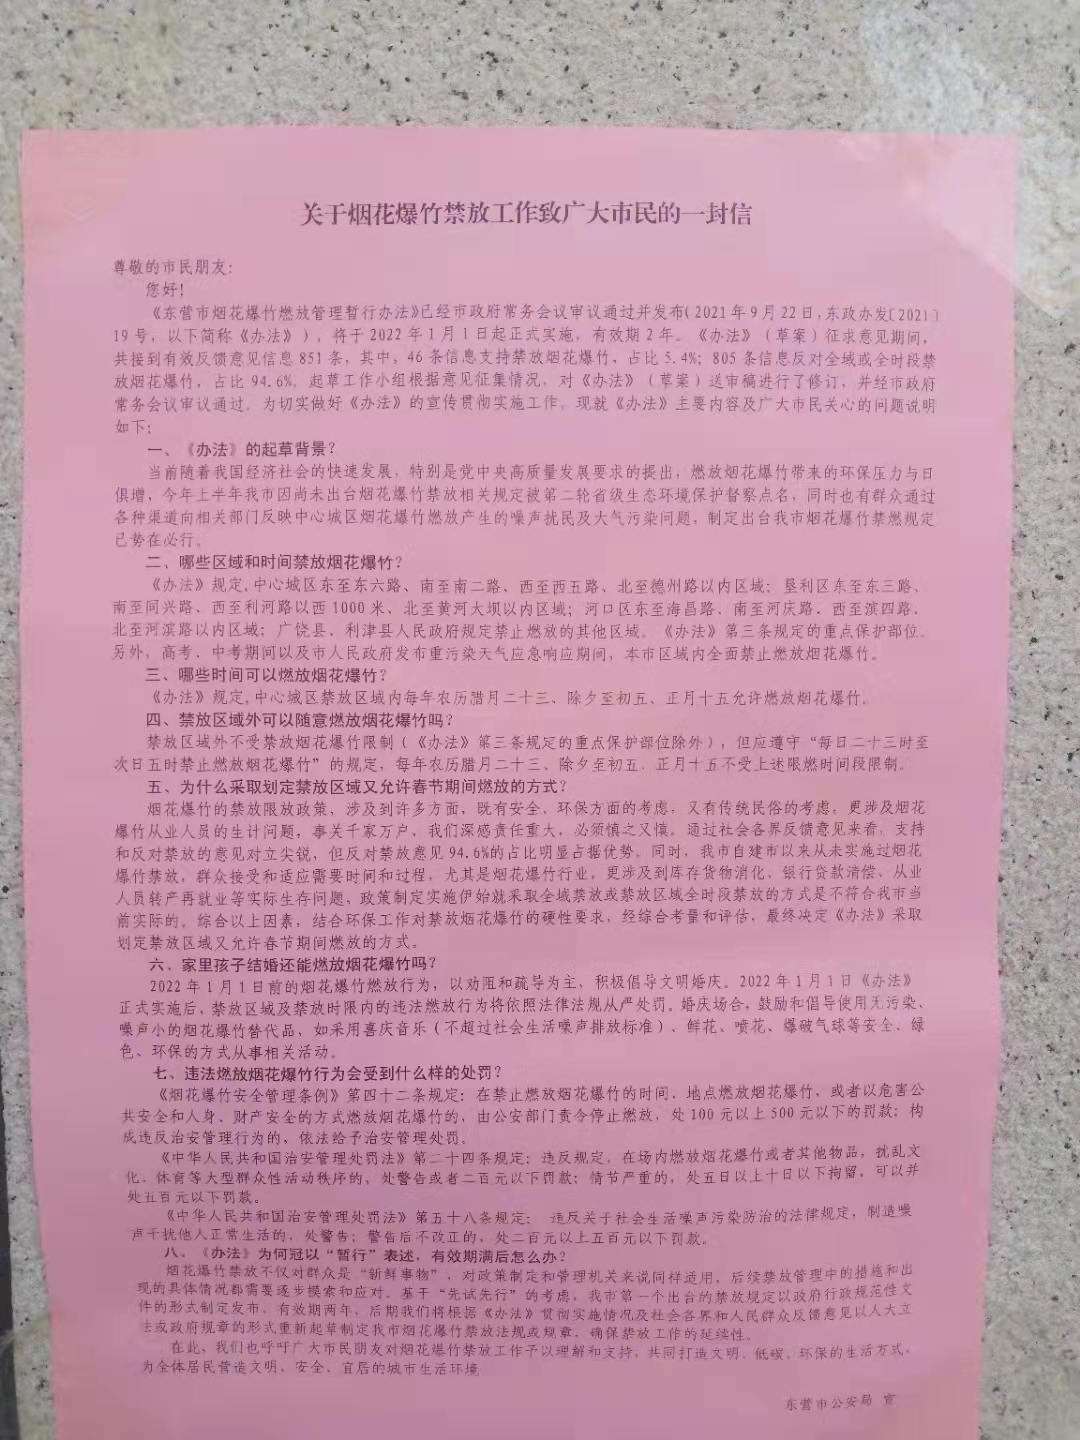 关于烟花爆竹禁放工作致广大市民的一封信
尊敬的市民朋友:
您好!
《东营市烟花爆竹燃放管理暂行办法》已经市政府常务会议审议通过并发布(2021年9月22日,东政办发〔2021〕
19号,以下简称《办法》),将于2022年1月1日起正式实施,有效期2年。《办法》(草案)征求意见期间,
共接到有效反馈意见信息851条,其中,46条信息支持禁放烟花爆竹,占比5.4%;805条信息反对全域或全时段禁
放烟花爆竹,占比94.6%。起草工作小组根据意见征集情况,对《办法》(草案)送审稿进行了修订,并经市政府
常务会议审议通过。为切实做好《办法》的宣传贯彻实施工作,现就《办法》主要内容及广大市民关心的问题说明
如下:
一、《办法》的起草背景?
当前随着我国经济社会的快速发展,特别是党中央高质量发展要求的提出,燃放烟花爆竹带来的环保压力与日
俱增,今年上半年我市因尚未出台烟花爆竹禁放相关规定被第二轮省级生态环境保护督察点名,同时也有群众通过
各种渠道向相关部门反映中心城区烟花爆竹燃放产生的噪声扰民及大气污染问题,制定出台我市烟花爆竹禁燃规定
已势在必行。
二、哪些区域和时间禁放烟花爆竹?
《办法》规定,中心城区东至东六路、南至南二路、西至西五路、北至德州路以内区域;垦利区东至东三路、
南至同兴路、西至利河路以西1000米、北至黄河大坝以内区域;河口区东至海昌路、南至河庆路、西至滨四路、
北至河滨路以内区域;广饶县、利津县人民政府规定禁止燃放的其他区域。《办法》第三条规定的重点保护部位。
另外,高考、中考期间以及市人民政府发布重污染天气应急响应期间,本市区域内全面禁止燃放烟花爆竹。
三、哪些时间可以燃放烟花爆竹?
《办法》规定,中心城区禁放区域内每年农历腊月二十三、除夕至初五、正月十五允许燃放烟花爆竹。
四、禁放区域外可以随意燃放烟花爆竹吗?
禁放区域外不受禁放烟花爆竹限制(《办法》第三条规定的重点保护部位除外),但应遵守“每日二十三时至
次日五时禁止燃放烟花爆竹”的规定,每年农历腊月二十三、除夕至初五、正月十五不受上述限燃时间段限制。
五、为什么采取划定禁放区域又允许春节期间燃放的方式?
烟花爆竹的禁放限放政策,涉及到许多方面,既有安全、环保方面的考虑,又有传统民俗的考虑,更涉及烟花
爆竹从业人员的生计问题,事关千家万户,我们深感责任重大,必须慎之又慎。通过社会各界反馈意见来看,支持
和反对禁放的意见对立尖锐,但反对禁放意见94.6%的占比明显占据优势。同时,我市自建市以来从未实施过烟花
爆竹禁放,群众接受和适应需要时间和过程,尤其是烟花爆竹行业,更涉及到库存货物消化、银行贷款清偿、从业
人员转产再就业等实际生存问题,政策制定实施伊始就采取全域禁放或禁放区域全时段禁放的方式是不符合我市当
前实际的。综合以上因素,结合环保工作对禁放烟花爆竹的硬性要求,经综合考量和评估,最终决定《办法》采取
划定禁放区域又允许春节期间燃放的方式。
六、家里孩子结婚还能燃放烟花爆竹吗?
2022年1月1日前的烟花爆竹燃放行为,以劝阻和疏导为主,积极倡导文明婚庆。2022年1月1日《办法》
正式实施后,禁放区域及禁放时限内的违法燃放行为将依照法律法规从严处罚。婚庆场合,鼓励和倡导使用无污染、
噪声小的烟花爆竹替代品,如采用喜庆音乐(不超过社会生活噪声排放标准)、鲜花、喷花、爆破气球等安全、绿
色、环保的方式从事相关活动。
七、违法燃放烟花爆竹行为会受到什么样的处罚?
《烟花爆竹安全管理条例》第四十二条规定:在禁止燃放烟花爆竹的时间、地点燃放烟花爆竹,或者以危害公
共安全和人身、财产安全的方式燃放烟花爆竹的,由公安部门责令停止燃放,处100元以上500元以下的罚款;构
成违反治安管理行为的,依法给予治安管理处罚。
《中华人民共和国治安管理处罚法》第二十四条规定:违反规定,在场内燃放烟花爆竹或者其他物品,扰乱文
化、体育等大型群众性活动秩序的,处警告或者二百元以下罚款;情节严重的,处五日以上十日以下拘留,可以并
处五百元以下罚款。
《中华人民共和国治安管理处罚法》第五十八条规定: 违反关于社会生活噪声污染防治的法律规定,制造噪
声干扰他人正常生活的,处警告;警告后不改正的,处二百元以上五百元以下罚款。
八、《办法》为何冠以“暂行”表述,有效期满后怎么办?
烟花爆竹禁放不仅对群众是“新鲜事物”,对政策制定和管理机关来说同样适用,后续禁放管理中的措施和出
现的具体情况都需要逐步摸索和应对。基于“先试先行”的考虑,我市第一个出台的禁放规定以政府行政规范性文
件的形式制定发布。有效期两年,后期我们将根据《办法》贯彻实施情况及社会各界和人民群众反馈意见以人大立
法或政府规章的形式重新起草制定我市烟花爆竹禁放法规或规章,确保禁放工作的延续性。
在此,我们也呼吁广大市民朋友对烟花爆竹禁放工作予以理解和支持,共同打造文明、低碳、环保的生活方式,
为全体居民营造文明、安全、宜居的城市生活环境
东营市公安局 宣